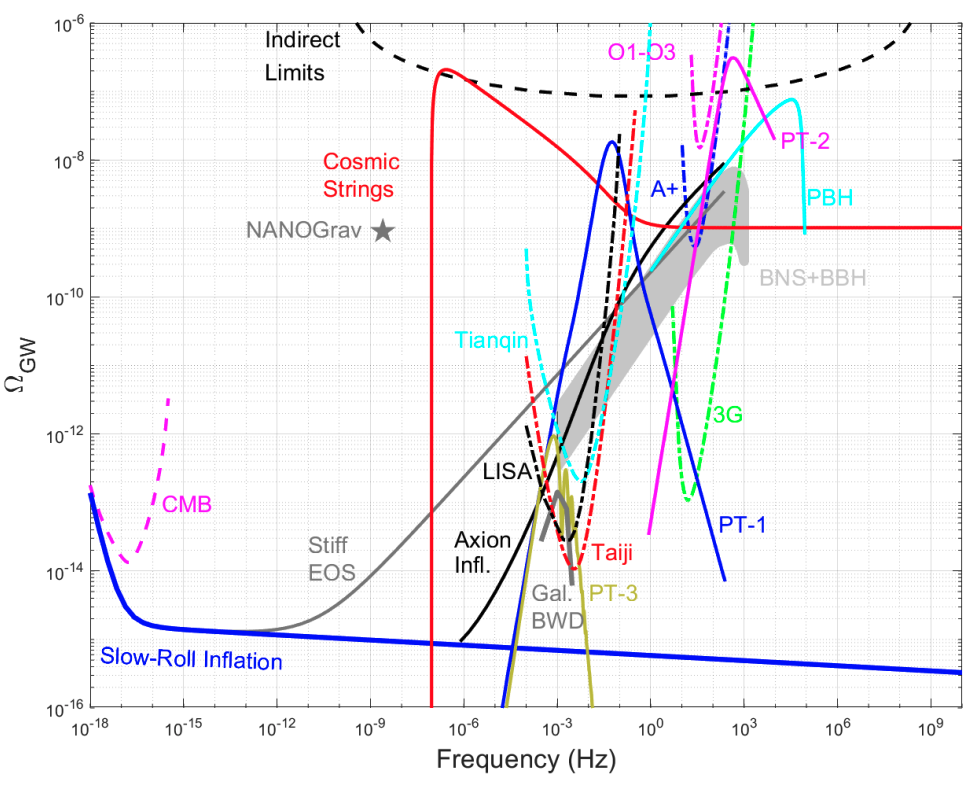 10^-6
Indirect
Limits
O1-O3
10^-8
Cosmic
Strings
PT-2
A+
PBH
NANOGrav
BNS+BBH
10^-10
Tianqin
Ω_GW
10^-12
3G
LISA
CMB
PT-1
Stiff
EOS
Axion
Infl.
Taiji
10^-14
Gal.
BWD
PT-3
Slow-Roll Inflation
10^-16
10^-18 10^-15 10^-12 10^-9 10^-6 10^-3 10^0 10^3 10^6 10^9
Frequency (Hz)